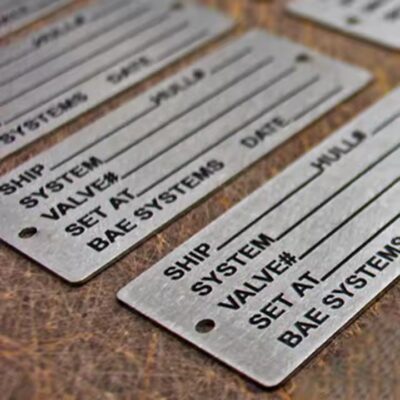 HULL#
SYSTEMS DATE
SHIP HULL#
SYSTEM
VALVE#
SET AT
BAE SYSTEMS DATE
SHIP HULL#
SYSTEM
VALVE#
SET AT
BAE SYSTEMS